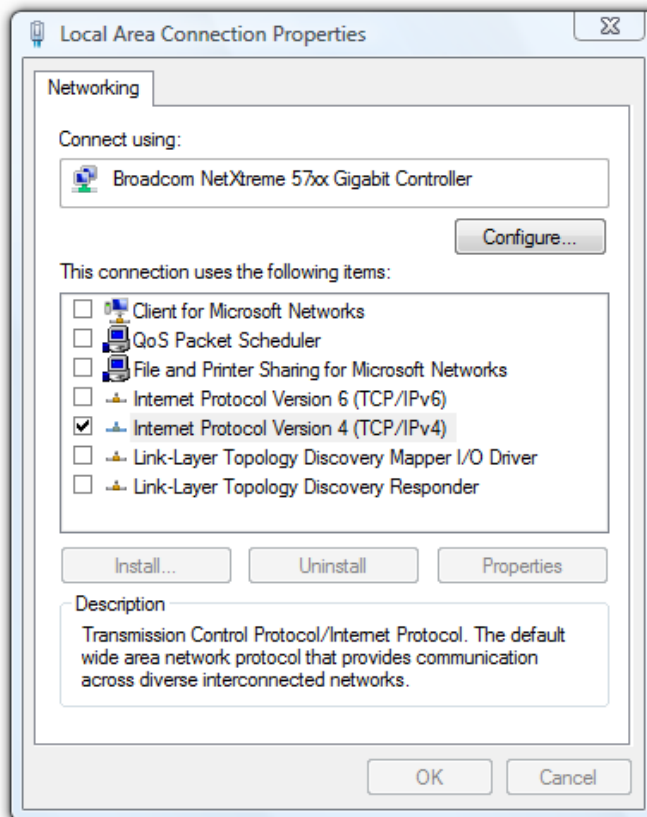 Local Area Connection Properties
Networking
Connect using:
Broadcom NetXtreme 57xx Gigabit Controller
Configure...
This connection uses the following items:
Client for Microsoft Networks
QoS Packet Scheduler
File and Printer Sharing for Microsoft Networks
Internet Protocol Version 6 (TCP/IPv6)
Internet Protocol Version 4 (TCP/IPv4)
Link-Layer Topology Discovery Mapper I/O Driver
Link-Layer Topology Discovery Responder
Install... Uninstall Properties
Description
Transmission Control Protocol/Internet Protocol. The default
wide area network protocol that provides communication
across diverse interconnected networks.
OK Cancel